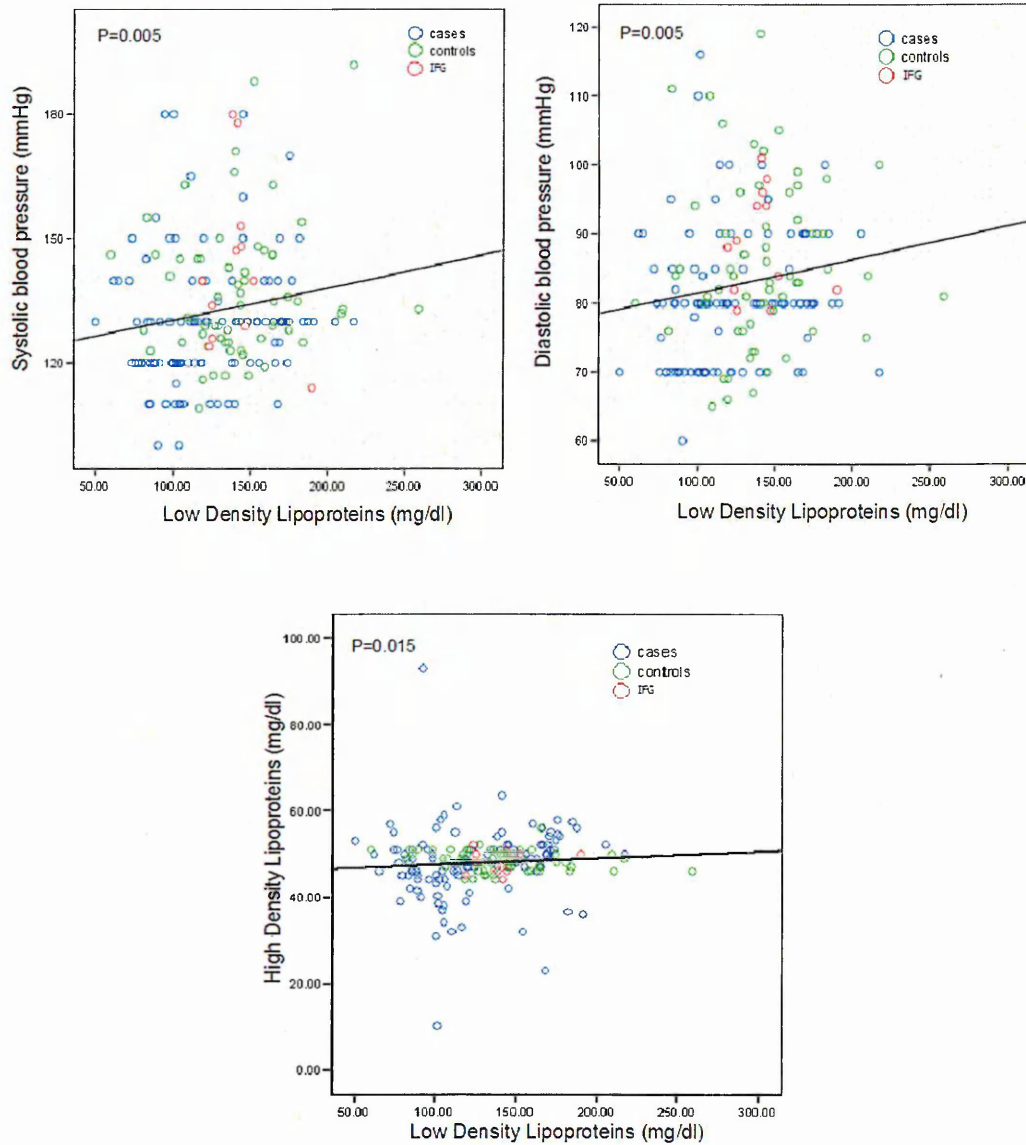 P=0.005
cases
controls
IFG
180
150
120
Systolic blood pressure (mmHg)
50.00 100.00 150.00 200.00 250.00 300.00
Low Density Lipoproteins (mg/dl)
P=0.005
cases
controls
IFG
120
110
100
90
80
70
60
Diastolic blood pressure (mmHg)
50.00 100.00 150.00 200.00 250.00 300.00
Low Density Lipoproteins (mg/dl)
P=0.015
cases
controls
IFG
100.00
80.00
60.00
40.00
20.00
0.00
High Density Lipoproteins (mg/dl)
50.00 100.00 150.00 200.00 250.00 300.00
Low Density Lipoproteins (mg/dl)